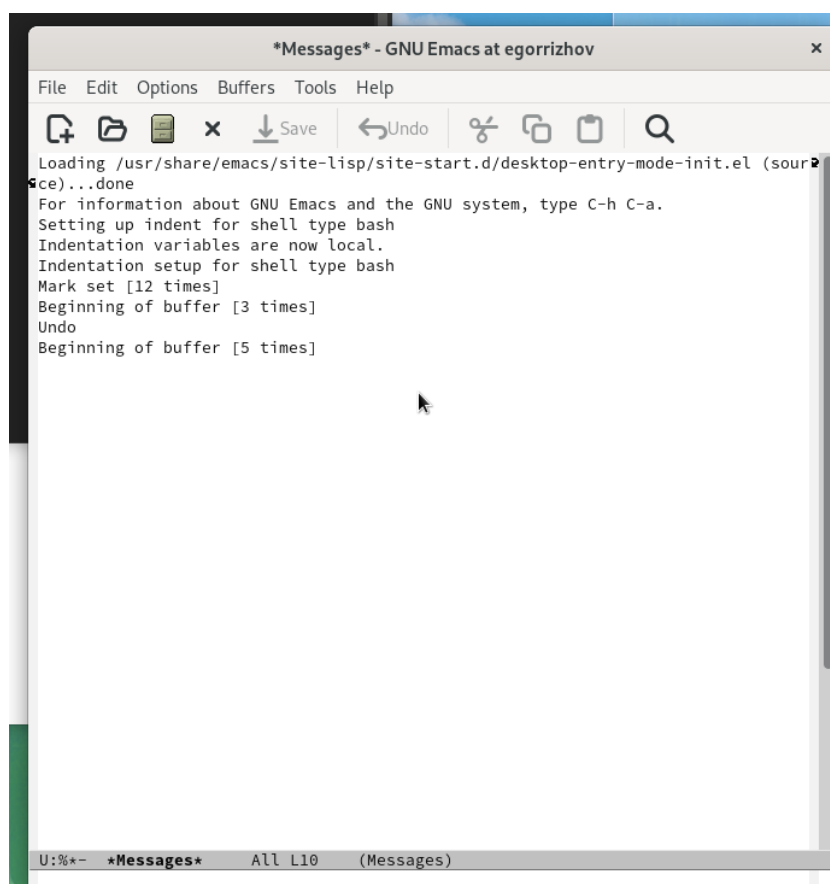 *Messages* - GNU Emacs at egorrizhov
File Edit Options Buffers Tools Help
Save Undo
Loading /usr/share/emacs/site-lisp/site-start.d/desktop-entry-mode-init.el (sour
ce)...done
For information about GNU Emacs and the GNU system, type C-h C-a.
Setting up indent for shell type bash
Indentation variables are now local.
Indentation setup for shell type bash
Mark set [12 times]
Beginning of buffer [3 times]
Undo
Beginning of buffer [5 times]
U:%*- *Messages* All L10 (Messages)